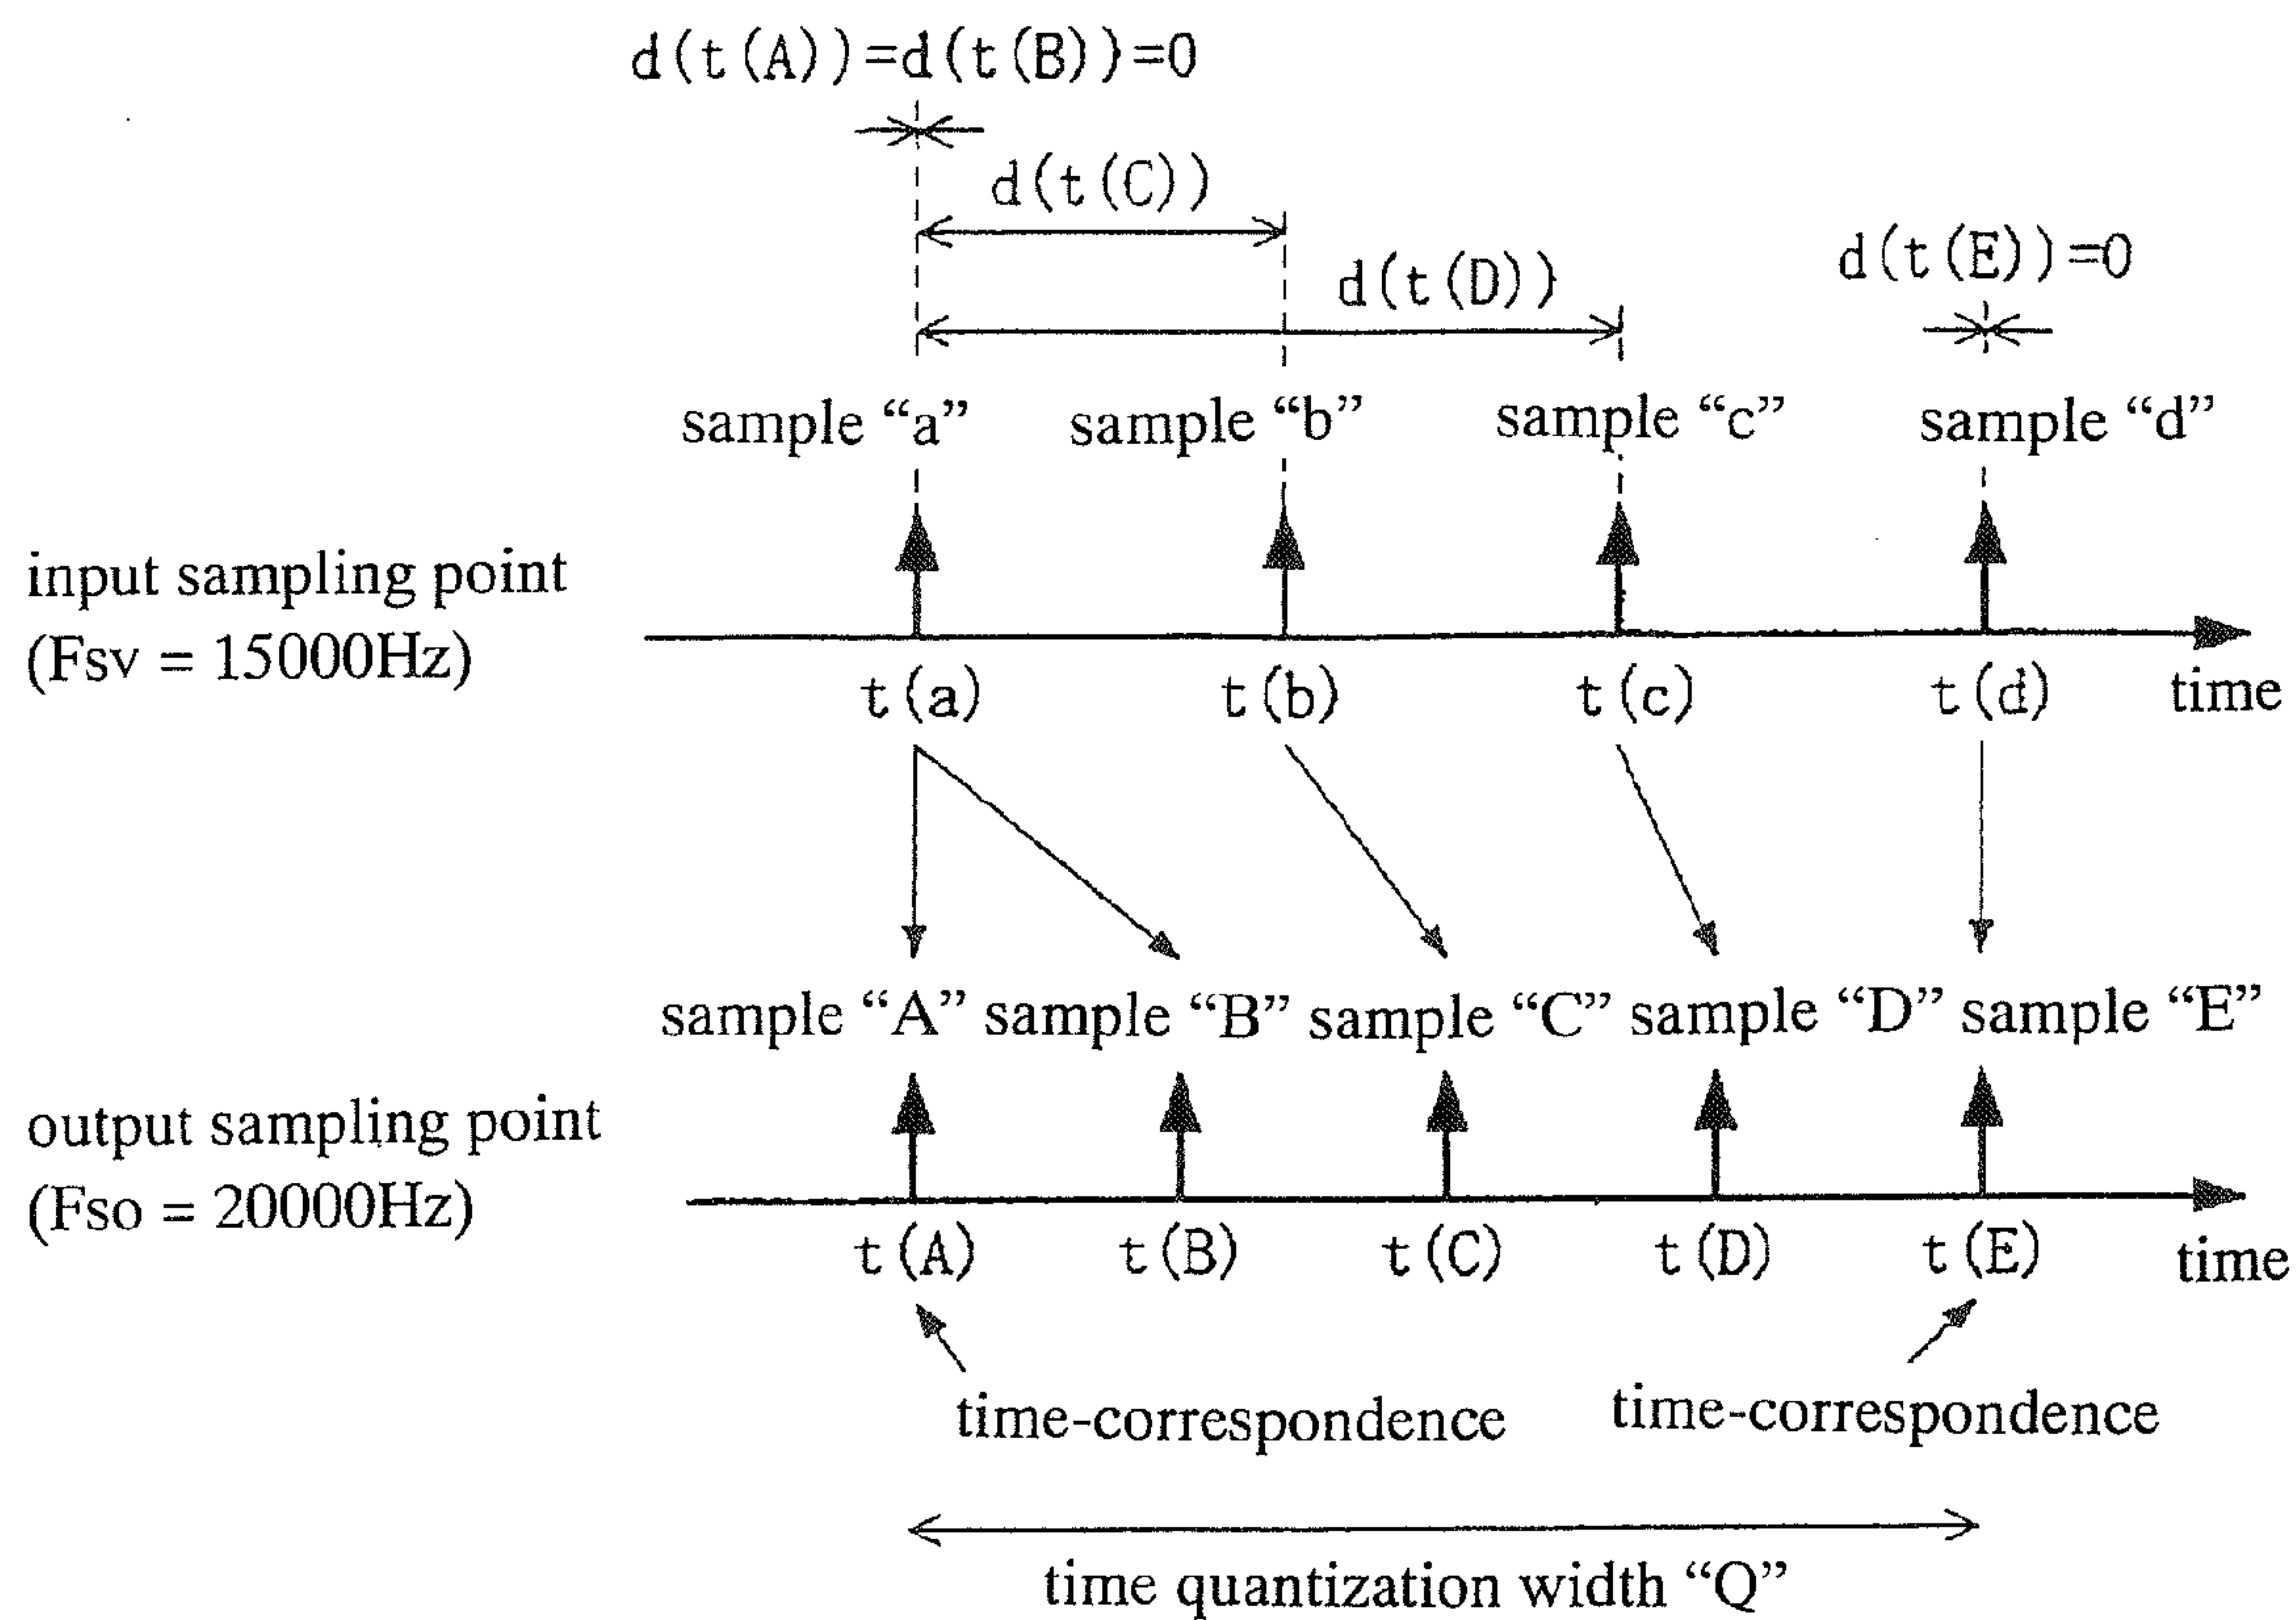 d(t(A))=d(t(B))=0
d(t(C))
d(t(D))
d(t(E))=0
sample “a” sample “b” sample “c” sample “d”
input sampling point
(Fsv = 15000Hz)
t(a) t(b) t(c) t(d) time
sample “A” sample “B” sample “C” sample “D” sample “E”
output sampling point
(Fso = 20000Hz)
t(A) t(B) t(C) t(D) t(E) time
time-correspondence time-correspondence
time quantization width “Q”